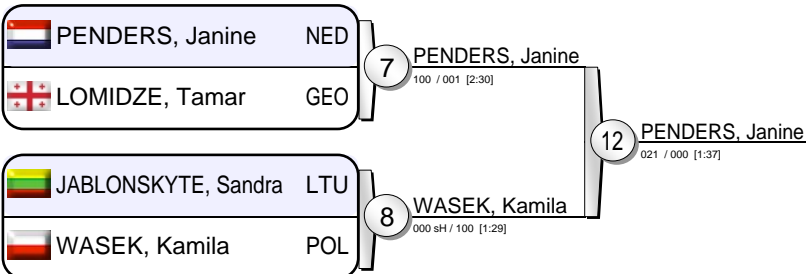 PENDERS, Janine NED
LOMIDZE, Tamar GEO
7
PENDERS, Janine
100 / 001 [2:30]
12
PENDERS, Janine
021 / 000 [1:37]
JABLONSKYTE, Sandra LTU
WASEK, Kamila POL
8
WASEK, Kamila
000 sH / 100 [1:29]